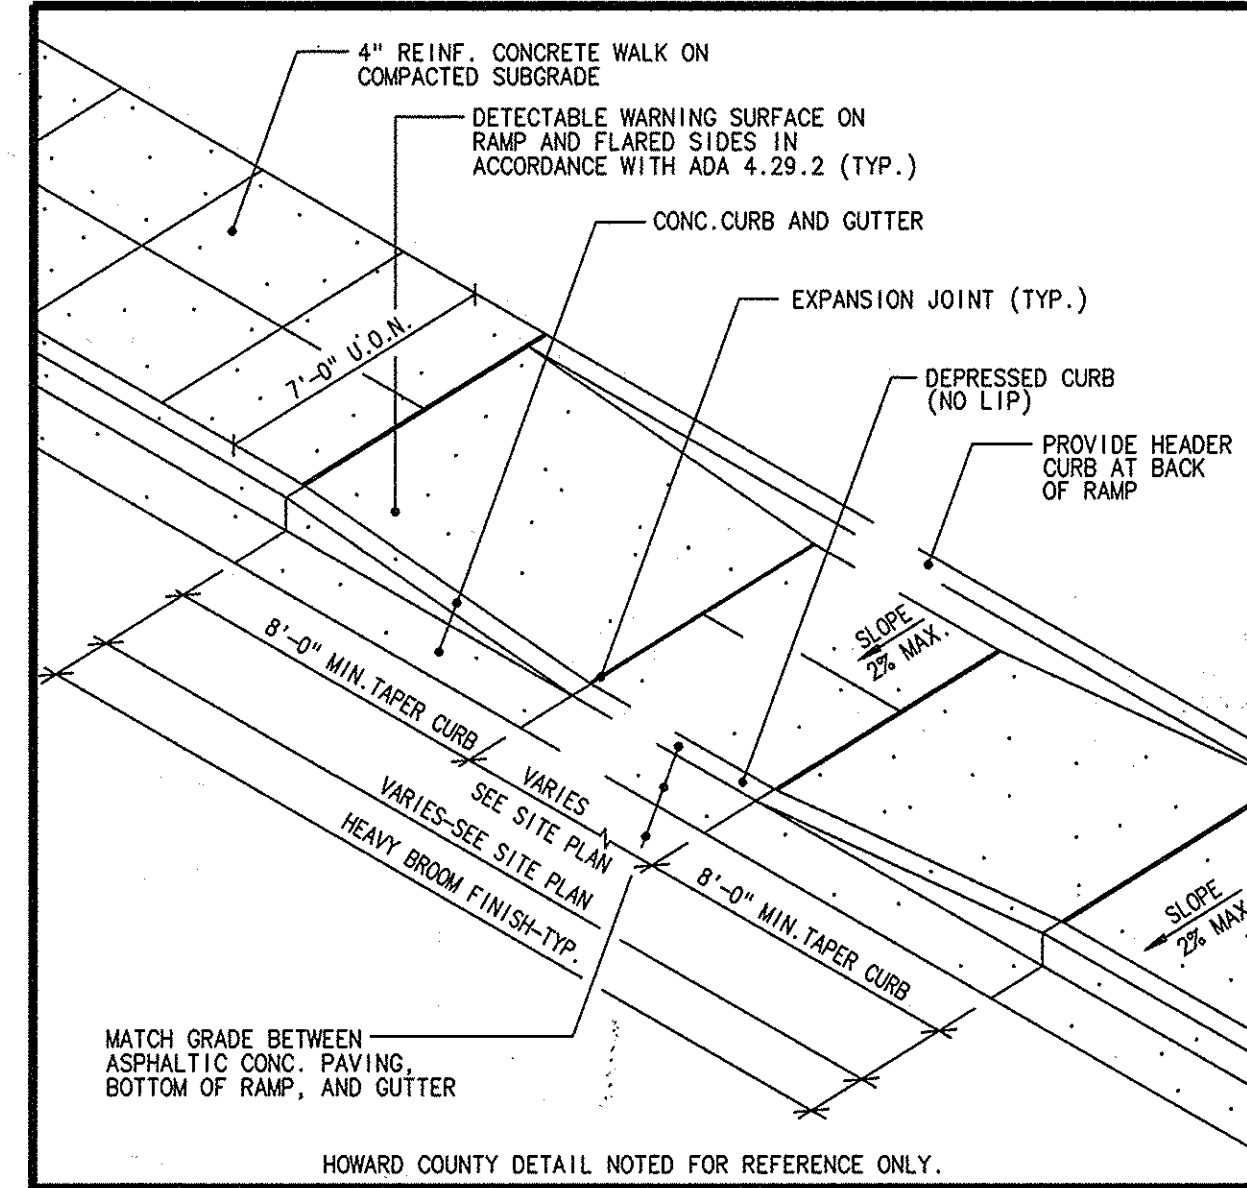 4" REINF. CONCRETE WALK ON
COMPACTED SUBGRADE
DETECTABLE WARNING SURFACE ON
RAMP AND FLARED SIDES IN
ACCORDANCE WITH ADA 4.29.2 (TYP.)
CONC.CURB AND GUTTER
EXPANSION JOINT (TYP.)
DEPRESSED CURB
(NO LIP)
PROVIDE HEADER
CURB AT BACK
OF RAMP
7'-0" U.O.N.
SLOPE
2% MAX.
8'-0" MIN.TAPER CURB
VARIES
SEE SITE PLAN
VARIES-SEE SITE PLAN
HEAVY BROOM FINISH-TYP.
8'-0" MIN.TAPER CURB
SLOPE
2% MAX
MATCH GRADE BETWEEN
ASPHALTIC CONC. PAVING,
BOTTOM OF RAMP, AND GUTTER
HOWARD COUNTY DETAIL NOTED FOR REFERENCE ONLY.